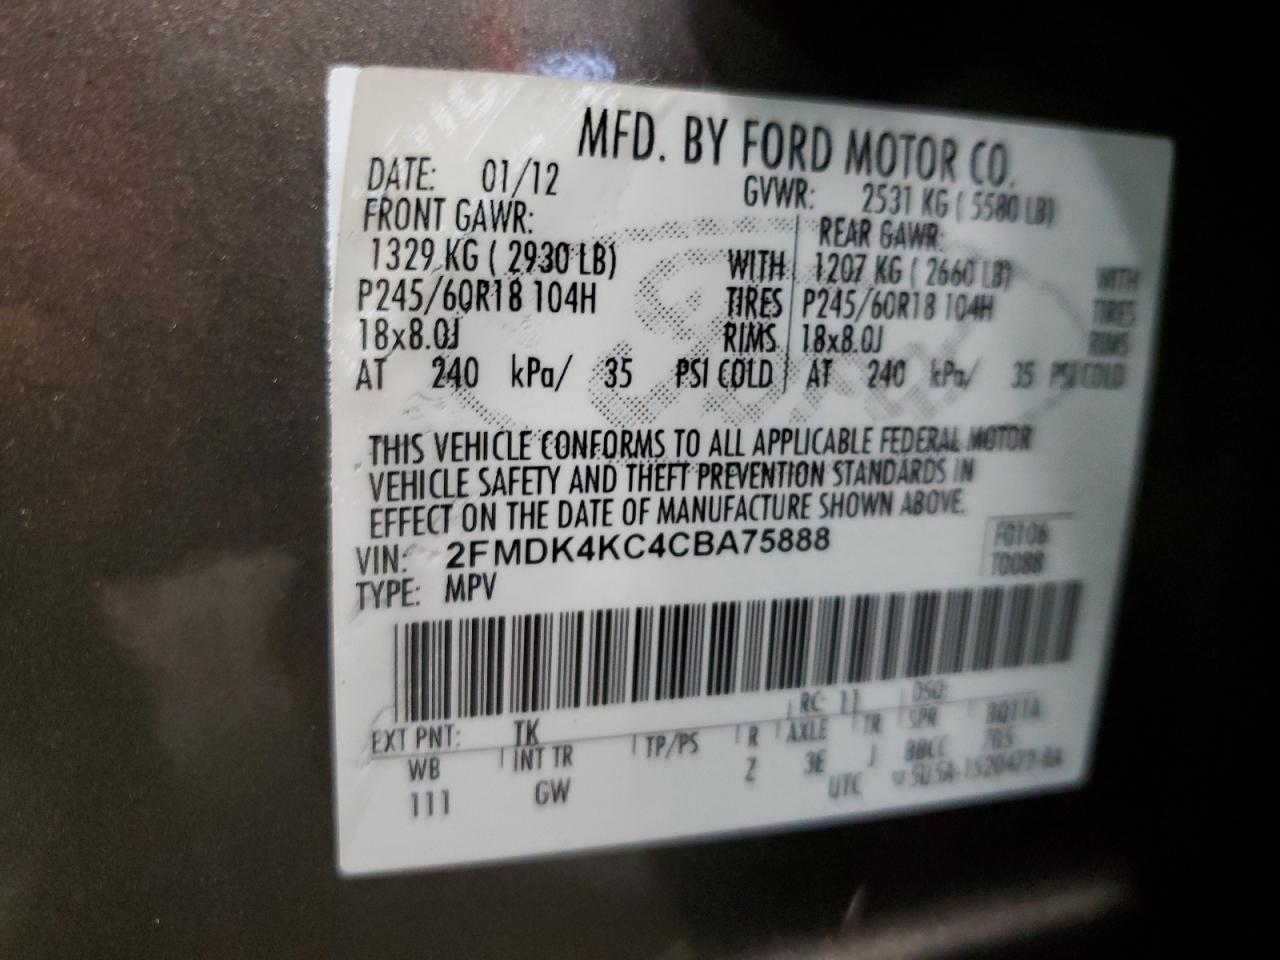 MFD. BY FORD MOTOR CO.
DATE: 01/12 GVWR: 2531 KG ( 5580 LB)
FRONT GAWR: REAR GAWR:
1329 KG ( 2930 LB) WITH 1207 KG ( 2660 LB) WITH
P245/60R18 104H TIRES P245/60R18 104H TIRES
18x8.0J RIMS 18x8.0J RIMS
AT 240 kPa/ 35 PSI COLD AT 240 kPa/ 35 PSI COLD
THIS VEHICLE CONFORMS TO ALL APPLICABLE FEDERAL MOTOR
VEHICLE SAFETY AND THEFT PREVENTION STANDARDS IN
EFFECT ON THE DATE OF MANUFACTURE SHOWN ABOVE.
VIN: 2FMDK4KC4CBA75888 F0106
TYPE: MPV T0088
EXT PNT: TK RC: 11 DSO:
WB INT TR TP/PS R AXLE TR SPR
111 GW Z 3E J BBCC
UTC